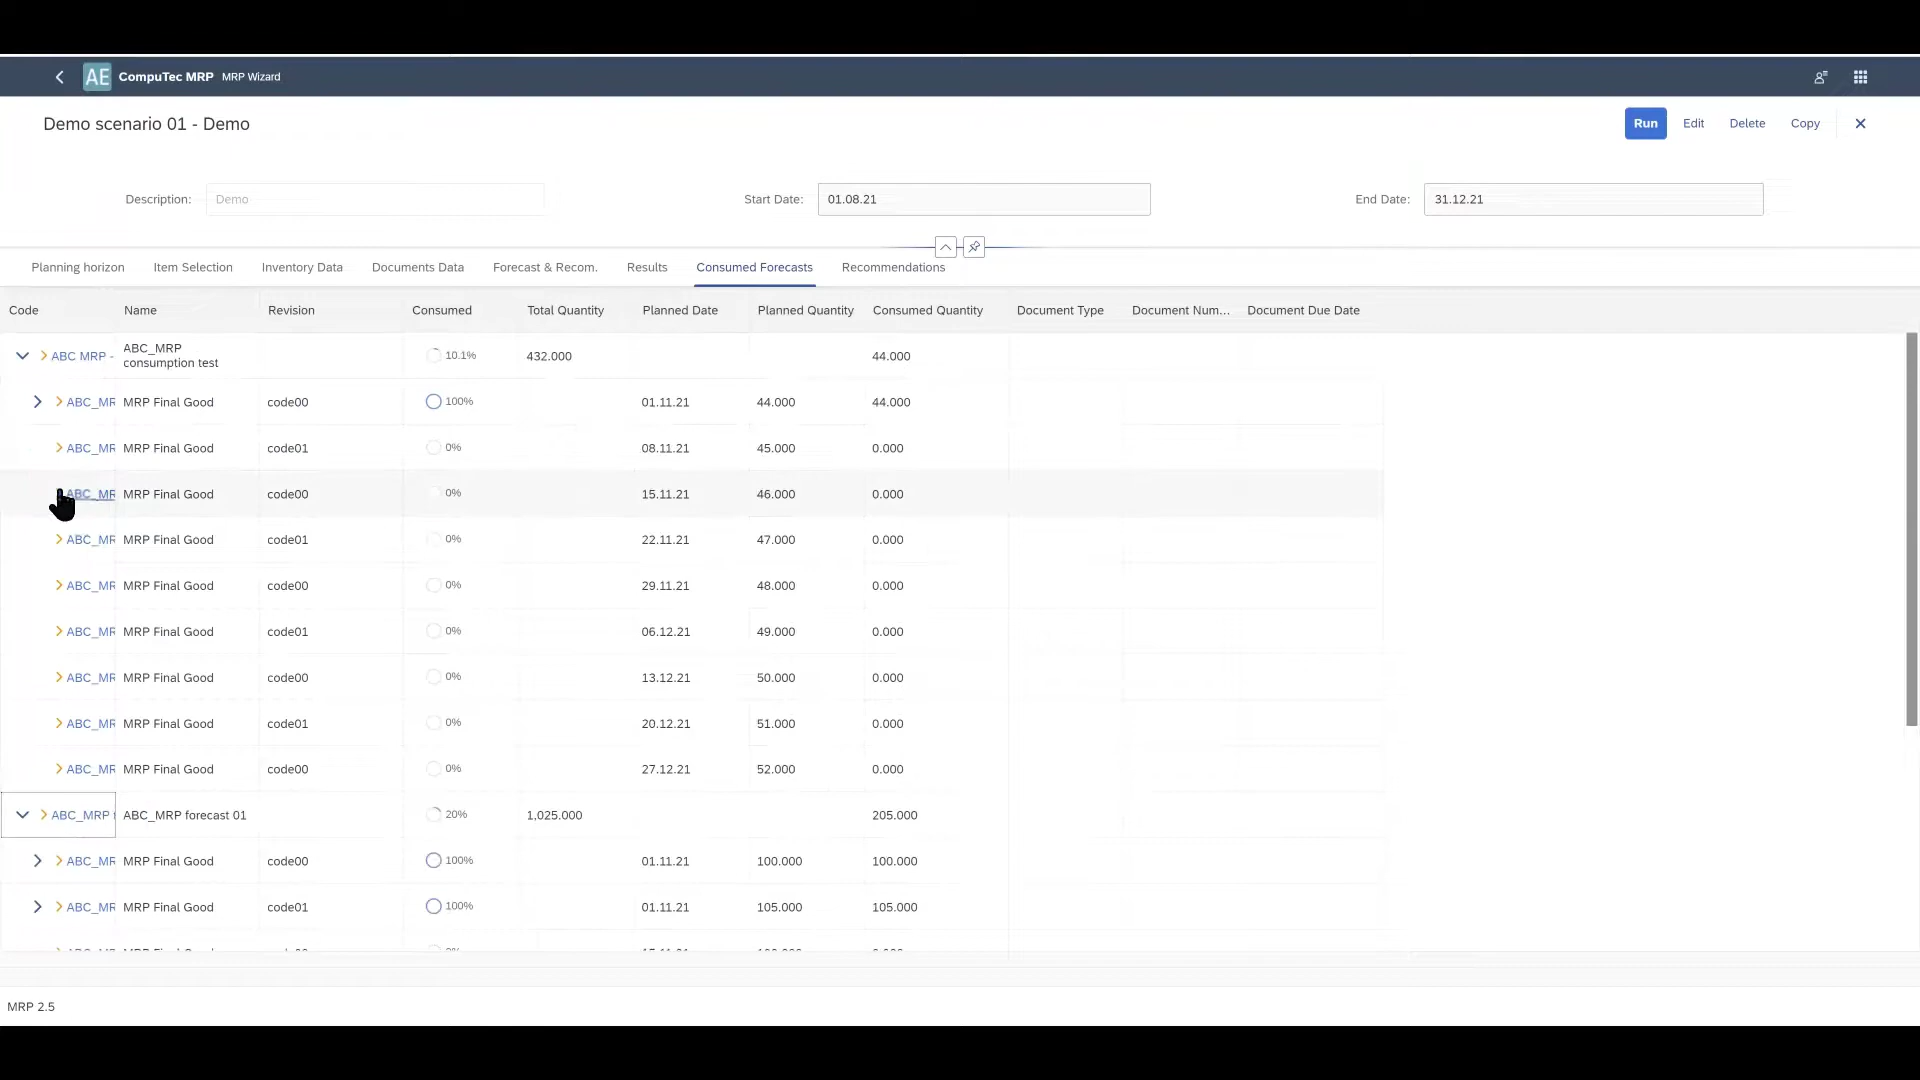 AE CompuTec MRP MRP Wizard
Demo scenario 01 - Demo
Run Edit Delete Copy
Description: Demo Start Date: 01.08.21 End Date: 31.12.21
Planning horizon Item Selection Inventory Data Documents Data Forecast & Recom. Results Consumed Forecasts Recommendations
Code Name Revision Consumed Total Quantity Planned Date Planned Quantity Consumed Quantity Document Type Document Num... Document Due Date
ABC MRP - ABC_MRP consumption test 10.1% 432.000 44.000
ABC_MR MRP Final Good code00 100% 01.11.21 44.000 44.000
ABC_MR MRP Final Good code01 0% 08.11.21 45.000 0.000
ABC_MR MRP Final Good code00 0% 15.11.21 46.000 0.000
ABC_MR MRP Final Good code01 0% 22.11.21 47.000 0.000
ABC_MR MRP Final Good code00 0% 29.11.21 48.000 0.000
ABC_MR MRP Final Good code01 0% 06.12.21 49.000 0.000
ABC_MR MRP Final Good code00 0% 13.12.21 50.000 0.000
ABC_MR MRP Final Good code01 0% 20.12.21 51.000 0.000
ABC_MR MRP Final Good code00 0% 27.12.21 52.000 0.000
ABC_MRP ABC_MRP forecast 01 20% 1,025.000 205.000
ABC_MR MRP Final Good code00 100% 01.11.21 100.000 100.000
ABC_MR MRP Final Good code01 100% 01.11.21 105.000 105.000
MRP 2.5